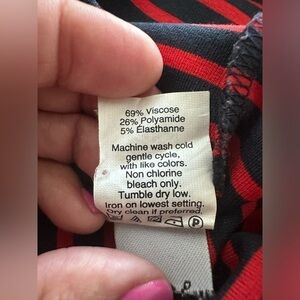 69% Viscose
26% Polyamide
5% Elasthanne
Machine wash cold
gentle cycle,
with like colors.
Non chlorine
bleach only.
Tumble dry low.
Iron on lowest setting.
Dry clean if preferred.
P